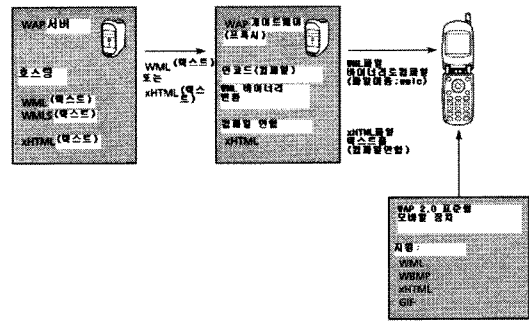 WAP 서버
호스팅
WML (텍스트)
WMLS (텍스트)
xHTML (텍스트)
WML (텍스트)
또는
xHTML (텍스
트)
WAP 게이트웨이
(프록시)
인코드 (컴파일)
WML 바이너리
변환
컴파일 안함
xHTML
WML파일
바이너리로컴파일
(파일이름:wmlc)
xHTML파일
텍스트를
(컴파일안함)
WAP 2.0 표준형
모바일 장치
지원 :
WML
WBMP
xHTML
GIF